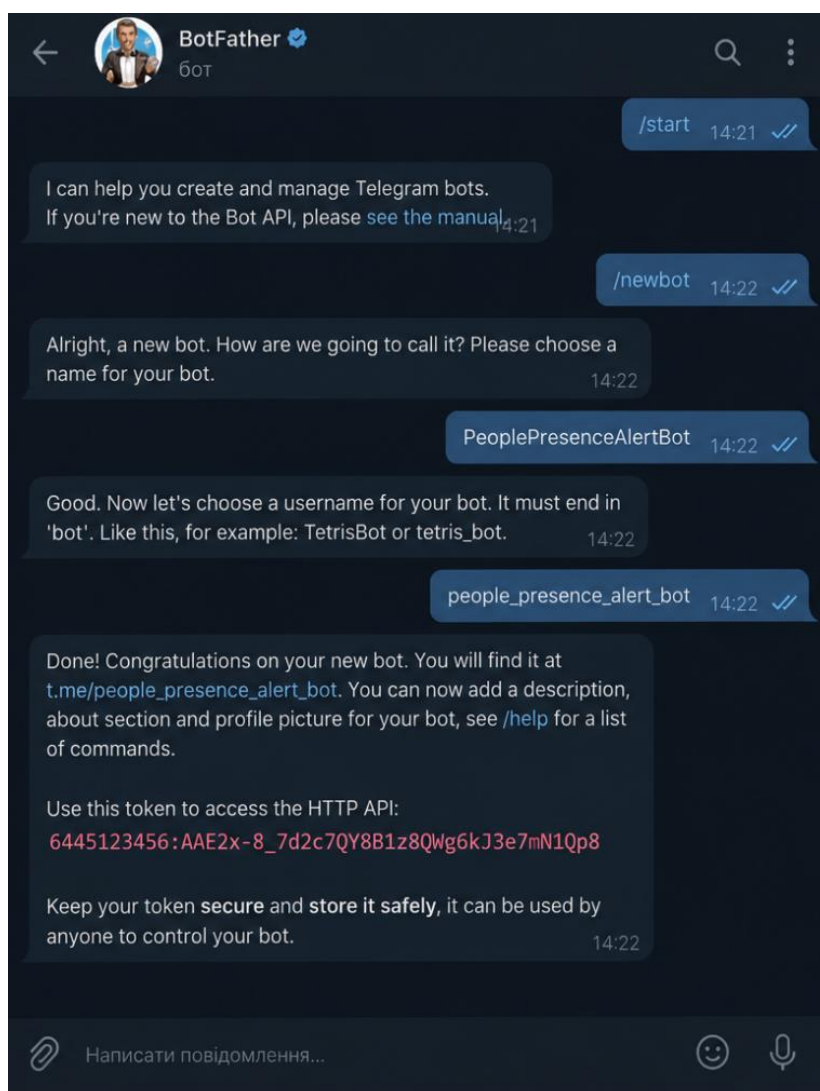 BotFather
бот
/start 14:21
I can help you create and manage Telegram bots.
If you're new to the Bot API, please see the manual. 14:21
/newbot 14:22
Alright, a new bot. How are we going to call it? Please choose a
name for your bot. 14:22
PeoplePresenceAlertBot 14:22
Good. Now let's choose a username for your bot. It must end in
'bot'. Like this, for example: TetrisBot or tetris_bot. 14:22
people_presence_alert_bot 14:22
Done! Congratulations on your new bot. You will find it at
t.me/people_presence_alert_bot. You can now add a description,
about section and profile picture for your bot, see /help for a list
of commands.
Use this token to access the HTTP API:
6445123456:AAE2x-8_7d2c7QY8B1z8QWg6kJ3e7mN1Qp8
Keep your token secure and store it safely, it can be used by
anyone to control your bot. 14:22
Написати повідомлення...